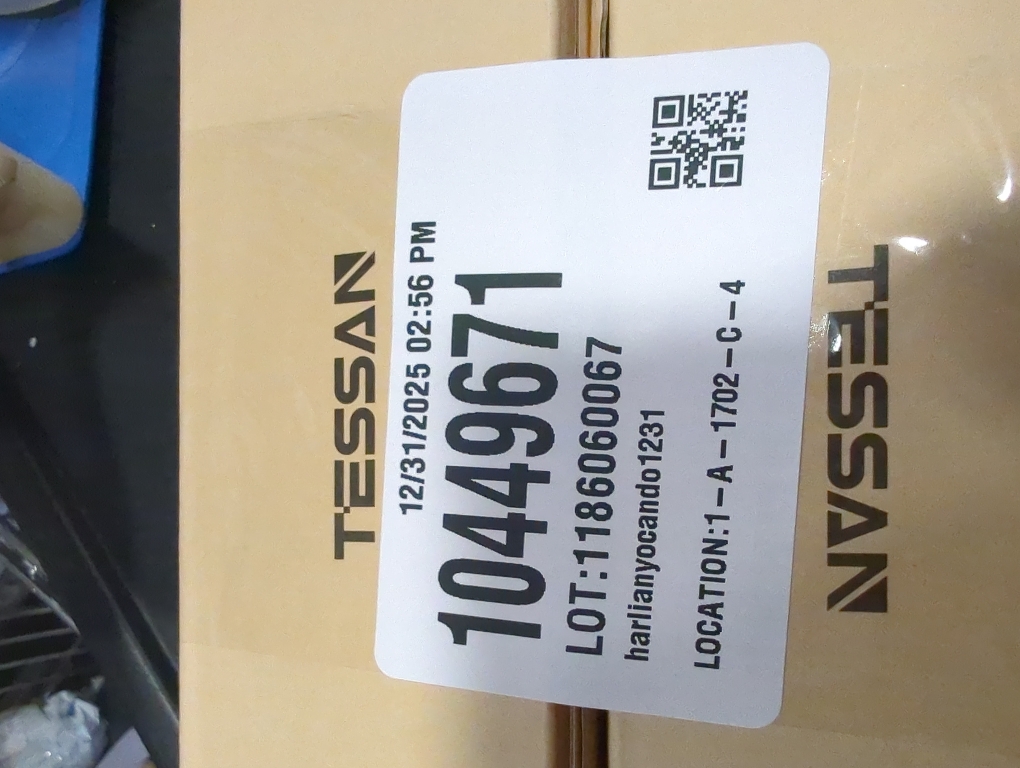 TESSAN
12/31/2025 02:56 PM
10449671
LOT:1186060067
harlianyocando1231
LOCATION:1-A-1702-C-4
TESSAN